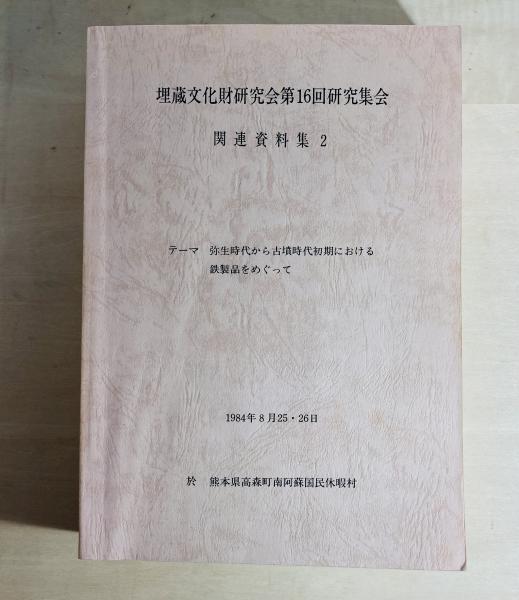 埋蔵文化財研究会第16回研究集会
関連資料集 2
テーマ 弥生時代から古墳時代初期における
鉄製品をめぐって
1984年8月25・26日
於 熊本県高森町南阿蘇国民休暇村